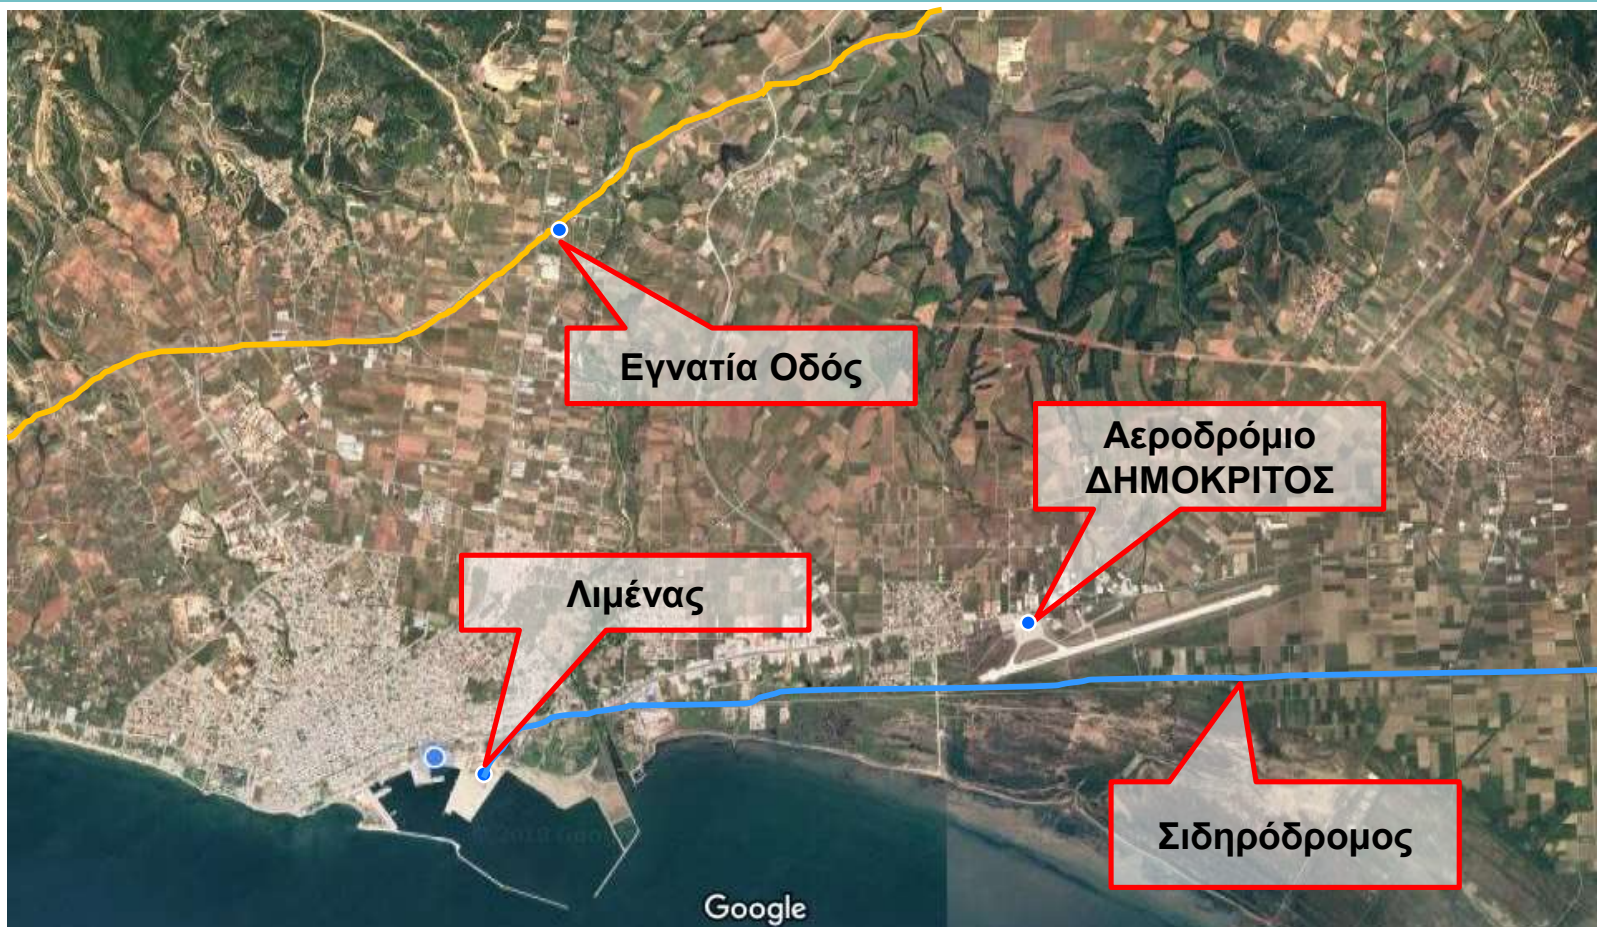 Εγνατία Οδός
Αεροδρόμιο
ΔΗΜΟΚΡΙΤΟΣ
Λιμένας
Σιδηρόδρομος
Google